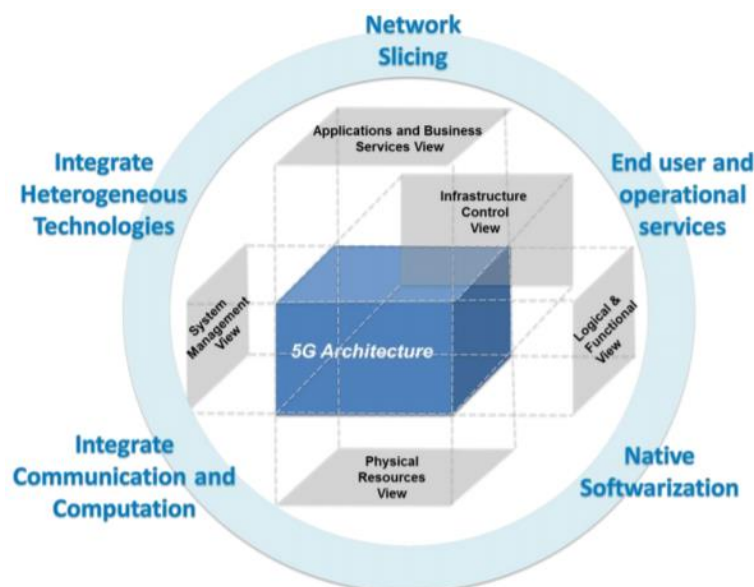 Network
Slicing
Applications and Business
Services View
Integrate
Heterogeneous
Technologies
End user and
operational
services
Infrastructure
Control
View
System
Management
View
5G Architecture
Logical &
Functional
View
Integrate
Communication and
Computation
Physical
Resources
View
Native
Softwarization